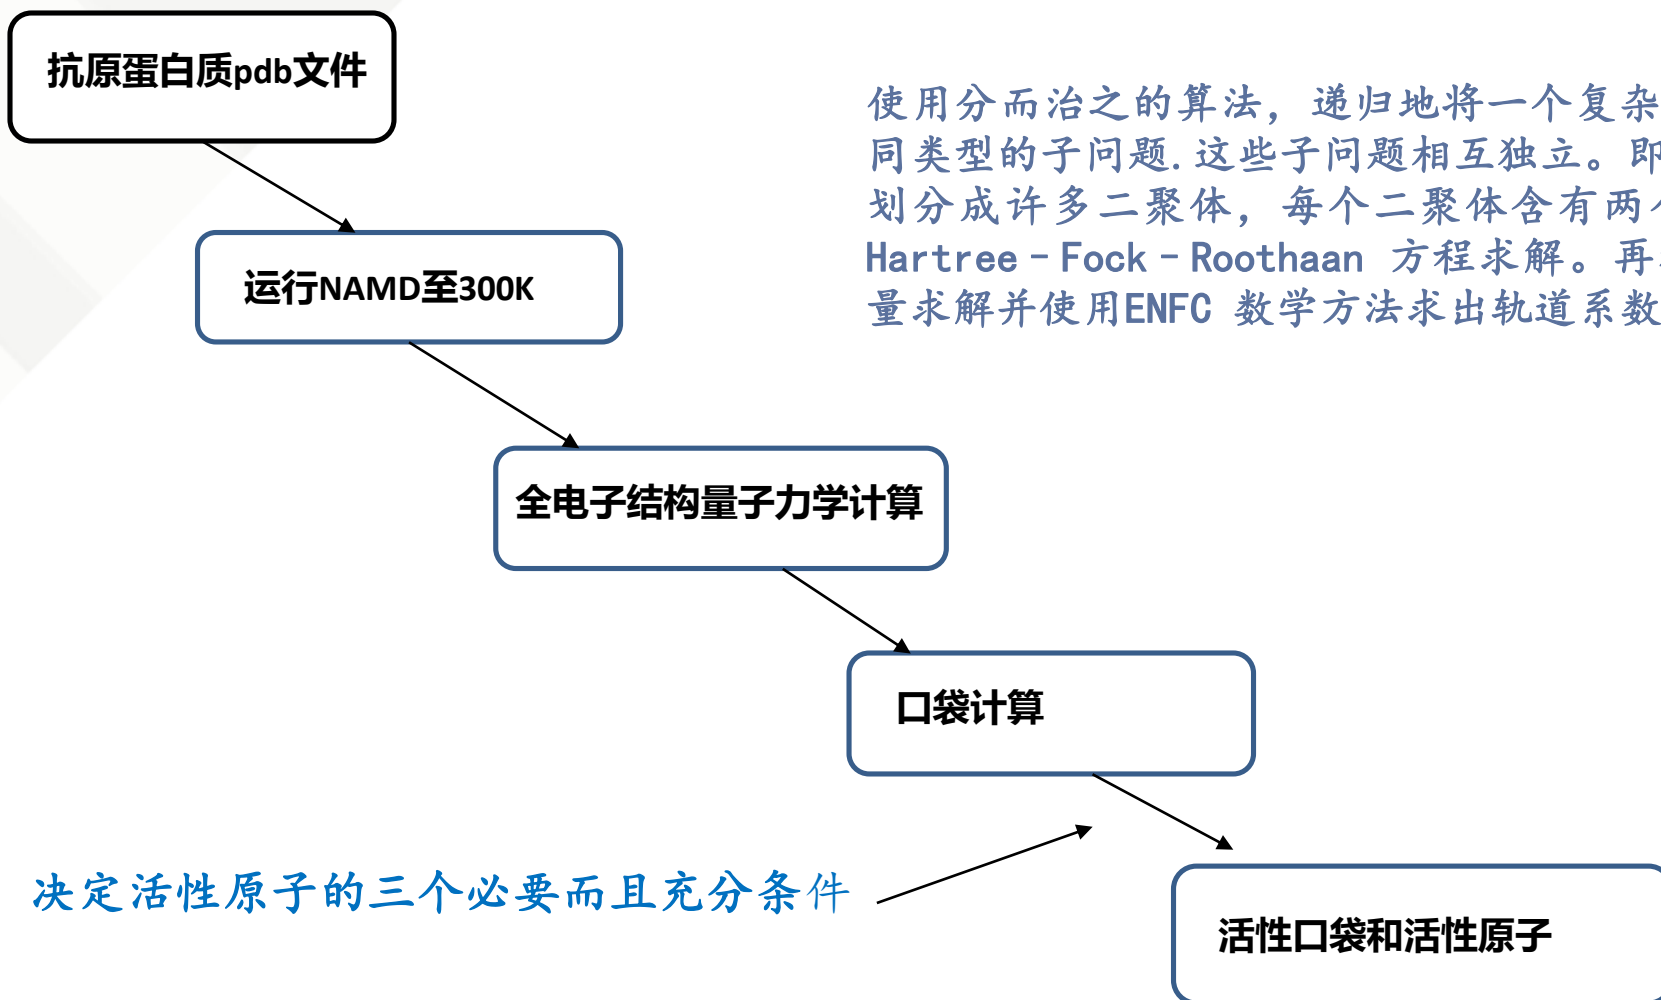 抗原蛋白质pdb文件
使用分而治之的算法，递归地将一个复杂
同类型的子问题.这些子问题相互独立。即
划分成许多二聚体，每个二聚体含有两
Hartree－Fock－Roothaan 方程求解。再
量求解并使用ENFC 数学方法求出轨道系数
运行NAMD至300K
全电子结构量子力学计算
口袋计算
决定活性原子的三个必要而且充分条件
活性口袋和活性原子